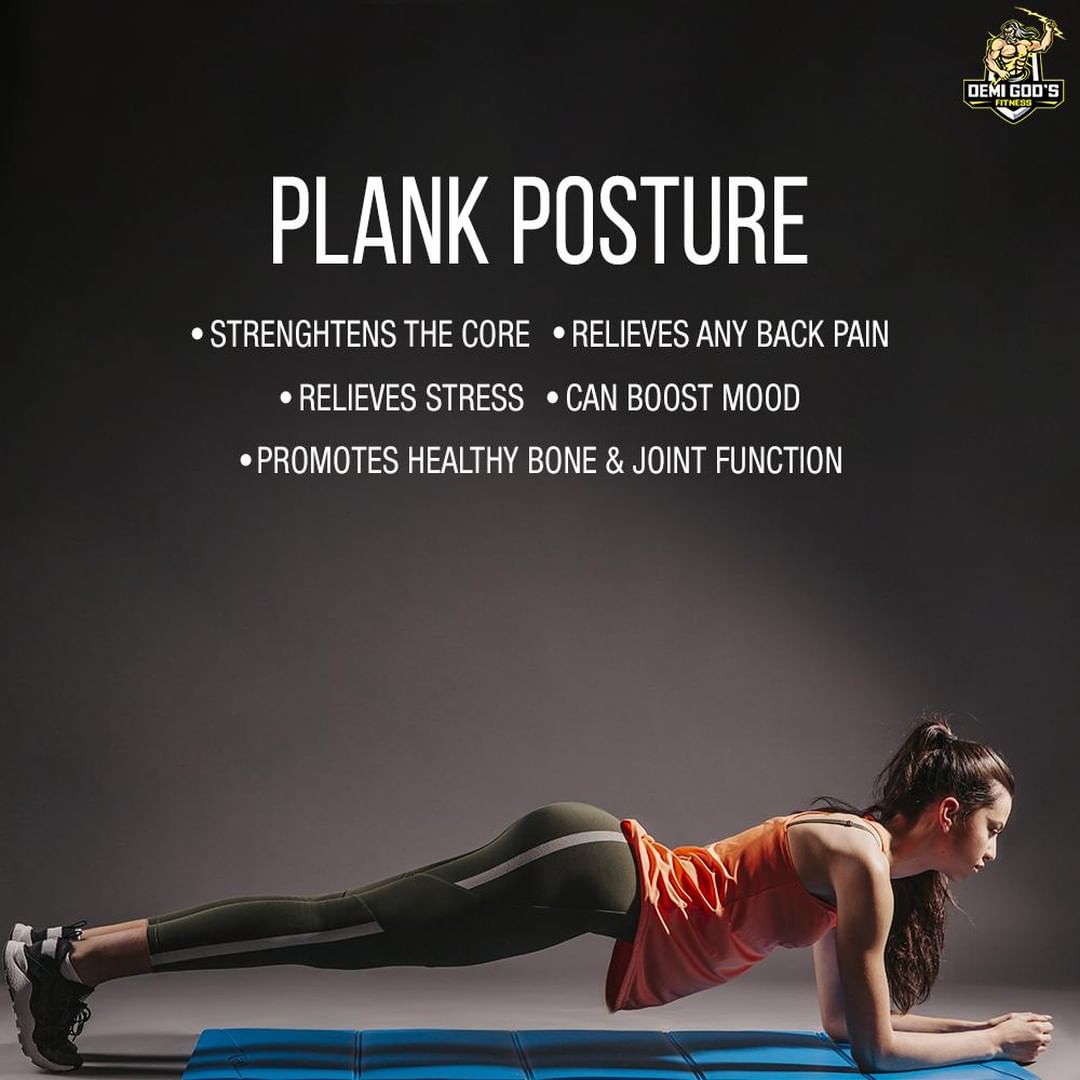 DEMI GOD'S
FITNESS
PLANK POSTURE
• STRENGHTENS THE CORE • RELIEVES ANY BACK PAIN
• RELIEVES STRESS • CAN BOOST MOOD
• PROMOTES HEALTHY BONE & JOINT FUNCTION